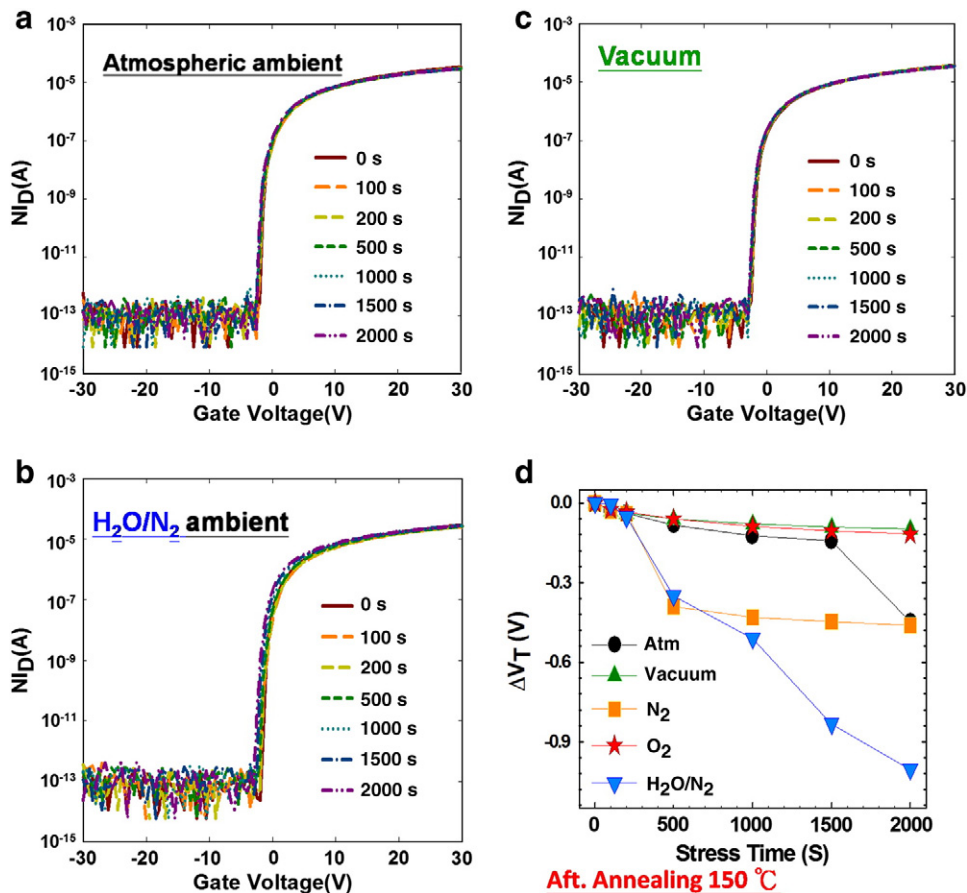 a
Atmospheric ambient
NI_D(A)
10^-3
10^-5
10^-7
10^-9
10^-11
10^-13
10^-15
0 s
100 s
200 s
500 s
1000 s
1500 s
2000 s
-30 -20 -10 0 10 20 30
Gate Voltage(V)
c
Vacuum
NI_D(A)
10^-3
10^-5
10^-7
10^-9
10^-11
10^-13
10^-15
0 s
100 s
200 s
500 s
1000 s
1500 s
2000 s
-30 -20 -10 0 10 20 30
Gate Voltage(V)
b
H₂O/N₂ ambient
NI_D(A)
10^-3
10^-5
10^-7
10^-9
10^-11
10^-13
10^-15
0 s
100 s
200 s
500 s
1000 s
1500 s
2000 s
-30 -20 -10 0 10 20 30
Gate Voltage(V)
d
ΔV_T (V)
0.0
-0.3
-0.6
-0.9
Atm
Vacuum
N₂
O₂
H₂O/N₂
0 500 1000 1500 2000
Stress Time (S)
Aft. Annealing 150 ℃